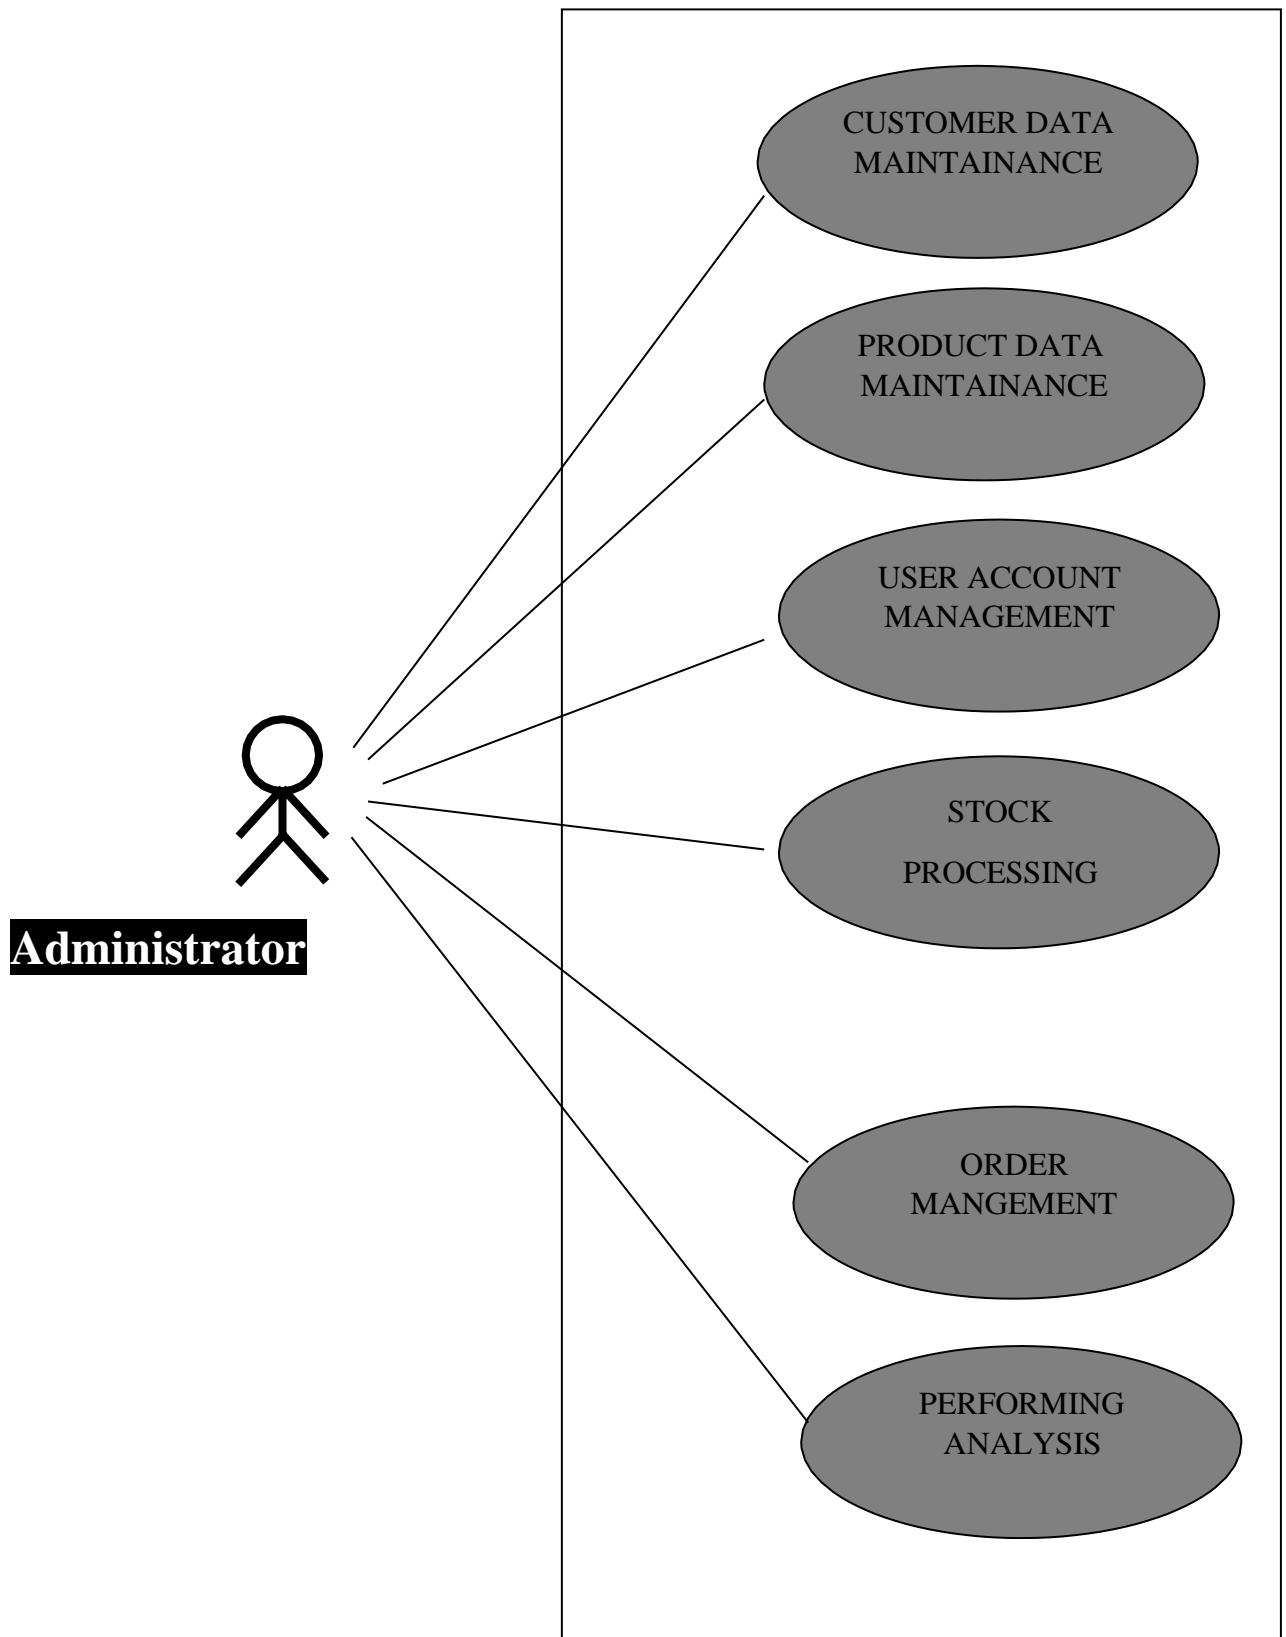 CUSTOMER DATA
MAINTAINANCE
PRODUCT DATA
MAINTAINANCE
USER ACCOUNT
MANAGEMENT
STOCK
PROCESSING
Administrator
ORDER
MANGEMENT
PERFORMING
ANALYSIS